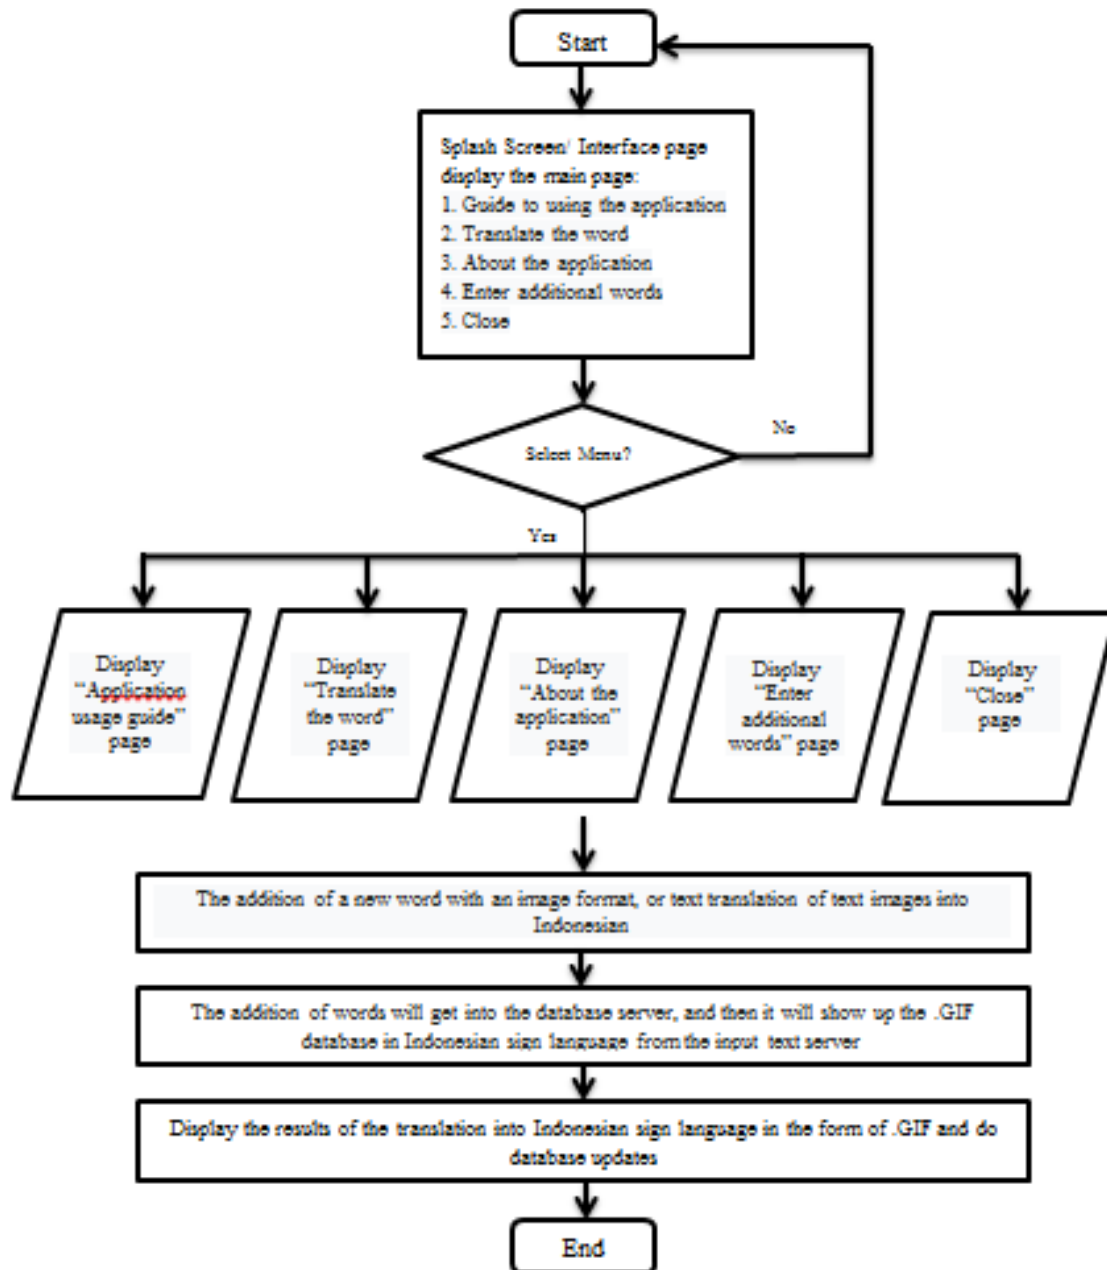 Start
Splash Screen/ Interface page
display the main page:
1. Guide to using the application
2. Translate the word
3. About the application
4. Enter additional words
5. Close
Select Menu?
No
Yes
Display
“Application
usage guide”
page
Display
“Translate
the word”
page
Display
“About the
application”
page
Display
“Enter
additional
words” page
Display
“Close”
page
The addition of a new word with an image format, or text translation of text images into
Indonesian
The addition of words will get into the database server, and then it will show up the .GIF
database in Indonesian sign language from the input text server
Display the results of the translation into Indonesian sign language in the form of .GIF and do
database updates
End